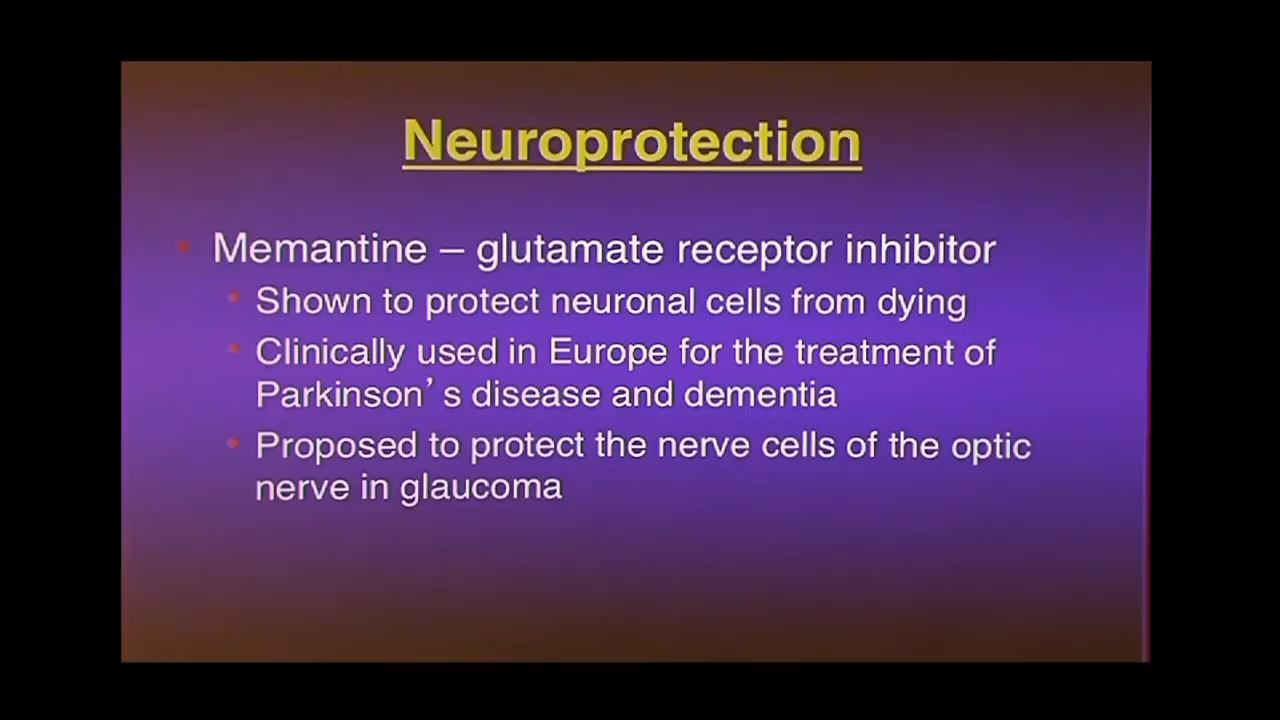 Neuroprotection
Memantine – glutamate receptor inhibitor
Shown to protect neuronal cells from dying
Clinically used in Europe for the treatment of
Parkinson’s disease and dementia
Proposed to protect the nerve cells of the optic
nerve in glaucoma